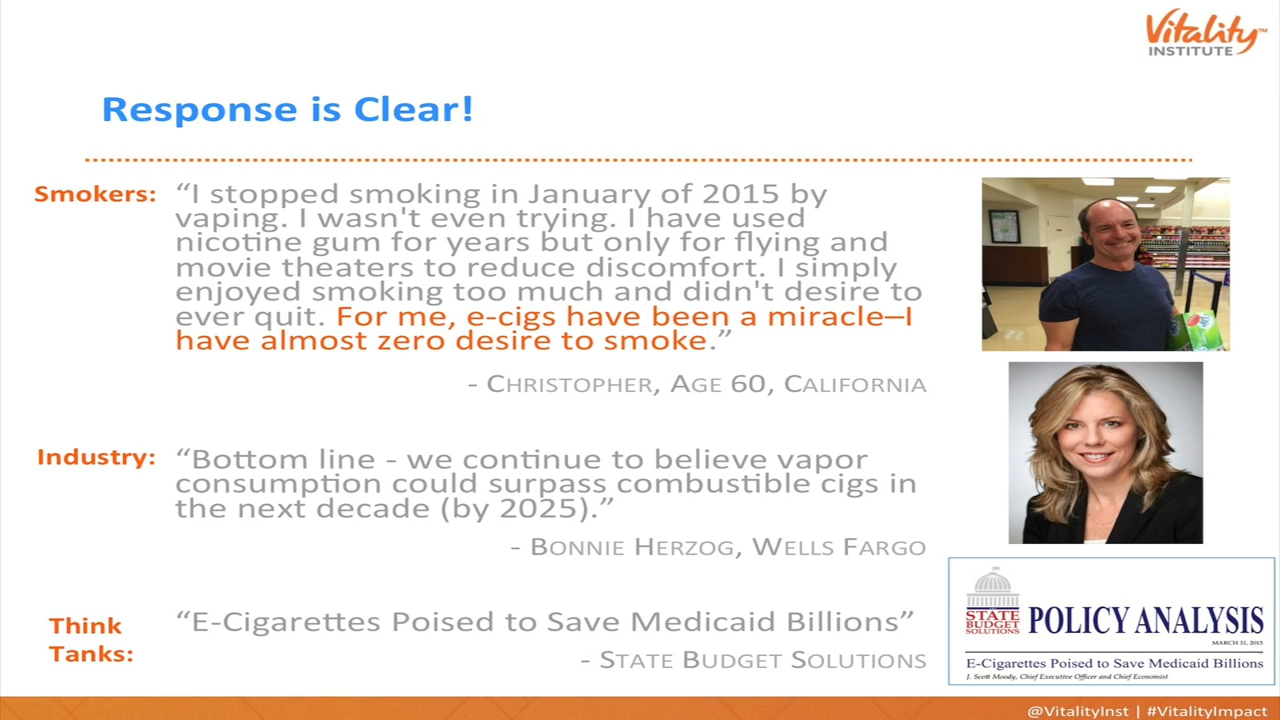 Vitality™
INSTITUTE
Response is Clear!
Smokers:
“I stopped smoking in January of 2015 by
vaping. I wasn't even trying. I have used
nicotine gum for years but only for flying and
movie theaters to reduce discomfort. I simply
enjoyed smoking too much and didn't desire to
ever quit. For me, e-cigs have been a miracle–I
have almost zero desire to smoke.”
- CHRISTOPHER, AGE 60, CALIFORNIA
Industry:
“Bottom line - we continue to believe vapor
consumption could surpass combustible cigs in
the next decade (by 2025).”
- BONNIE HERZOG, WELLS FARGO
Think
Tanks:
“E-Cigarettes Poised to Save Medicaid Billions”
- STATE BUDGET SOLUTIONS
STATE
BUDGET
SOLUTIONS
POLICY ANALYSIS
MARCH 31, 2015
E-Cigarettes Poised to Save Medicaid Billions
J. Scott Moody, Chief Executive Officer and Chief Economist
@VitalityInst | #VitalityImpact